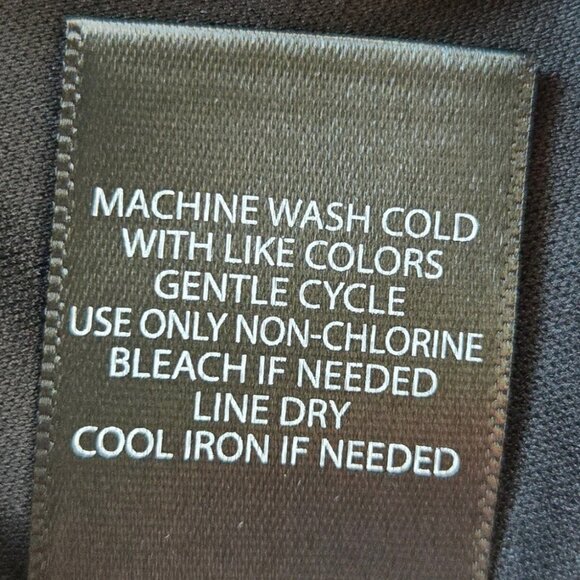 MACHINE WASH COLD
WITH LIKE COLORS
GENTLE CYCLE
USE ONLY NON-CHLORINE
BLEACH IF NEEDED
LINE DRY
COOL IRON IF NEEDED